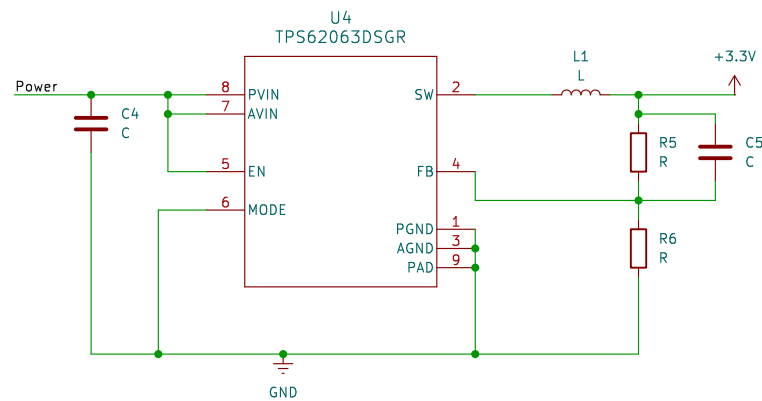 U4
TPS62063DSGR
L1
L
+3.3V
Power
8
PVIN
SW
2
7
AVIN
C4
C
R5
R
C5
C
5
EN
FB
4
6
MODE
PGND
1
AGND
3
PAD
9
R6
R
GND